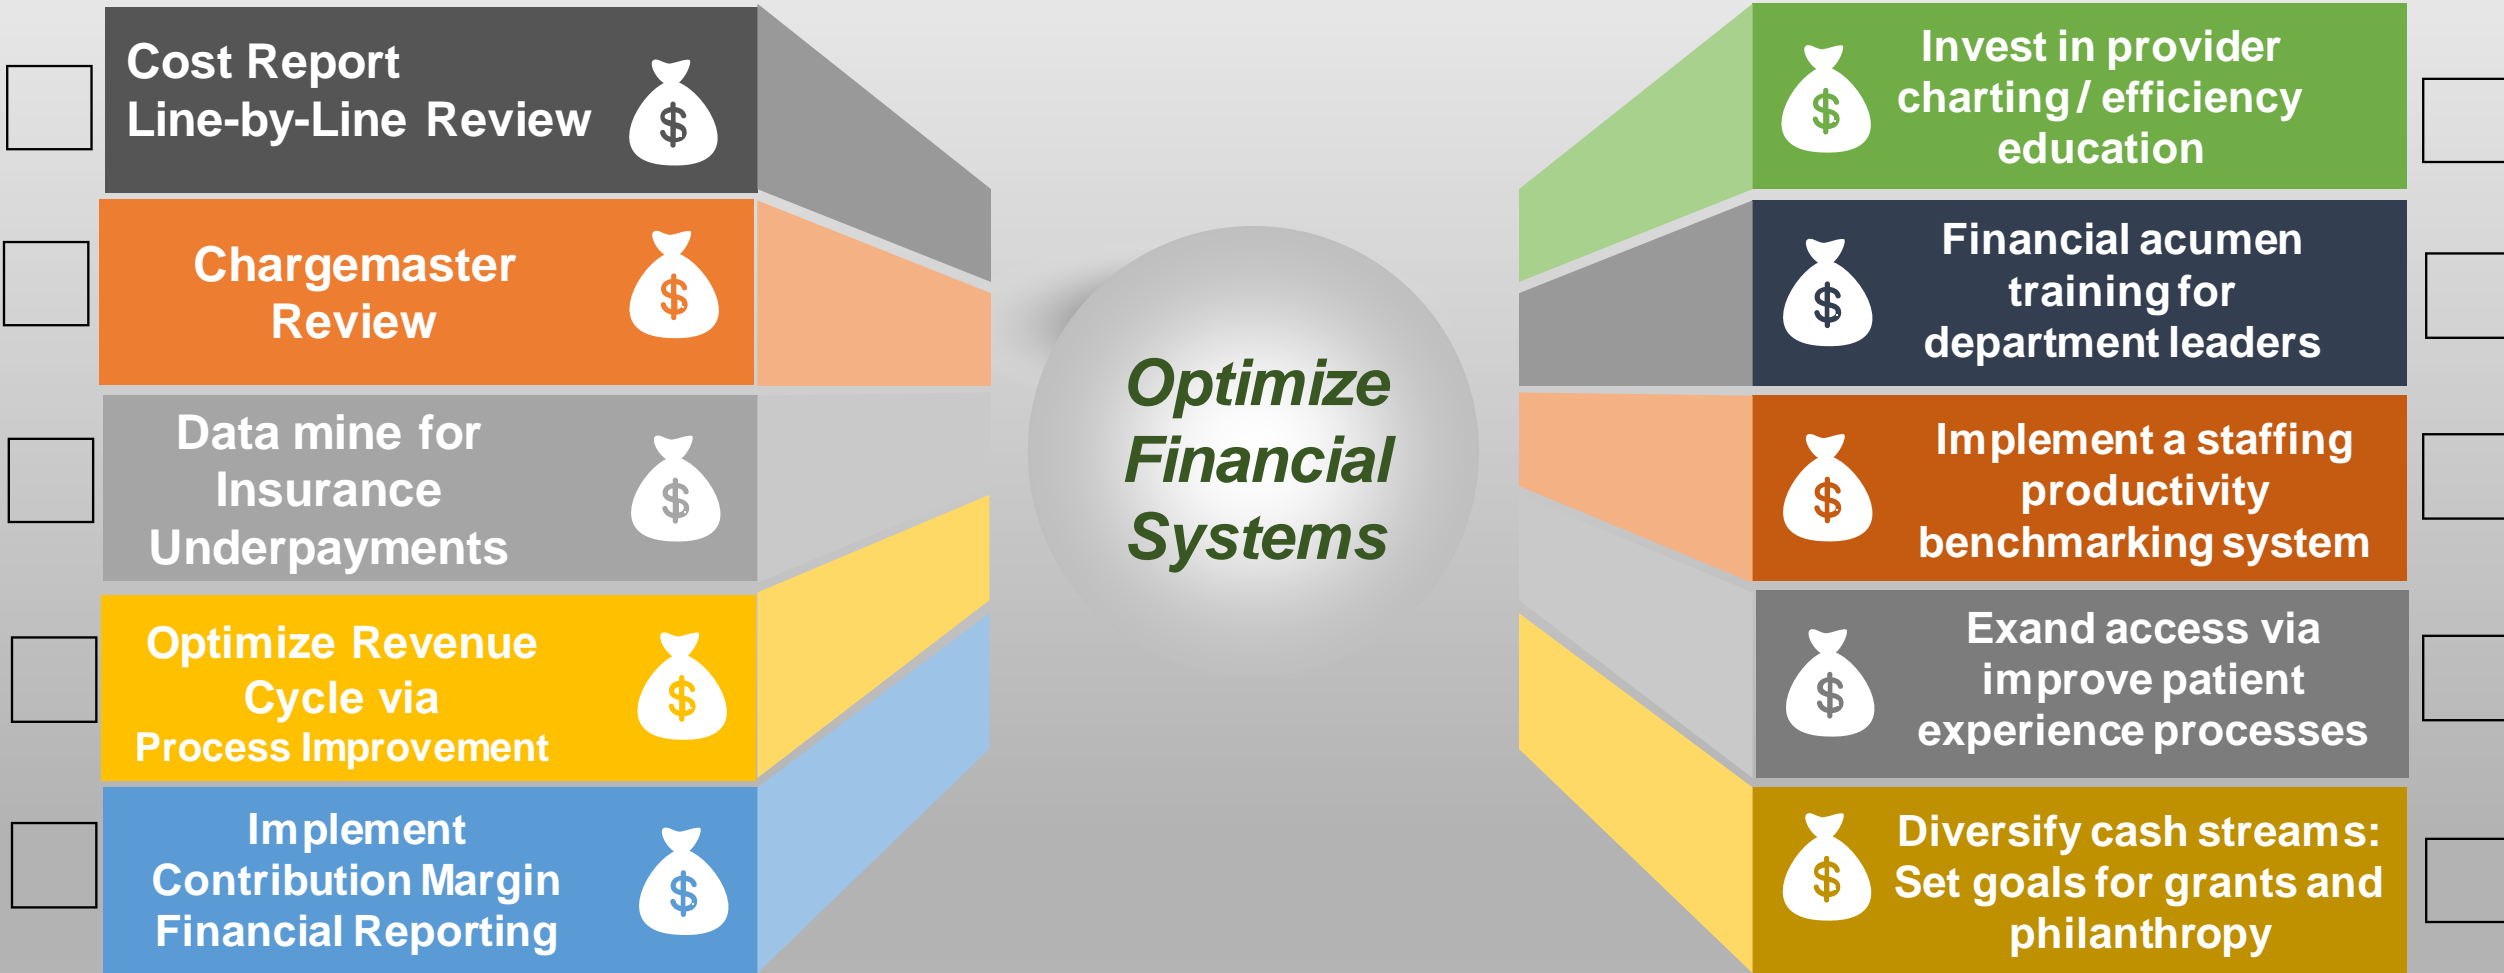 Cost Report
Line-by-Line Review
Chargemaster
Review
Data mine for
Insurance
Underpayments
Optimize Revenue
Cycle via
Process Improvement
Implement
Contribution Margin
Financial Reporting
Optimize
Financial
Systems
Invest in provider
charting/ efficiency
education
Financial acumen
training for
department leaders
Implement a staffing
productivity
benchmarking system
Exand access via
improve patient
experience processes
Diversify cash streams:
Set goals for grants and
philanthropy